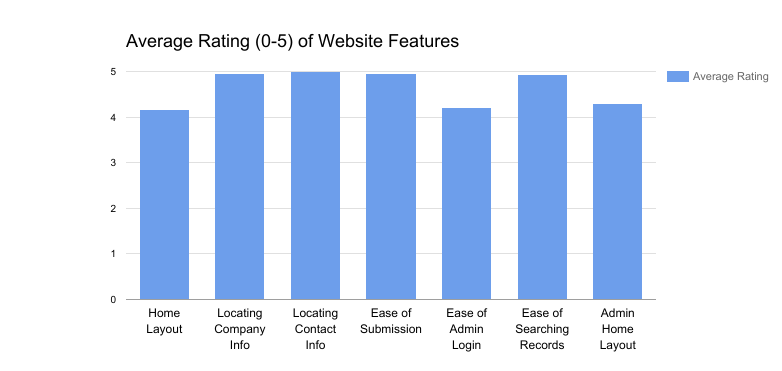 Average Rating (0-5) of Website Features
5
4
3
2
1
0
Average Rating
Home
Layout
Locating
Company
Info
Locating
Contact
Info
Ease of
Submission
Ease of
Admin
Login
Ease of
Searching
Records
Admin
Home
Layout